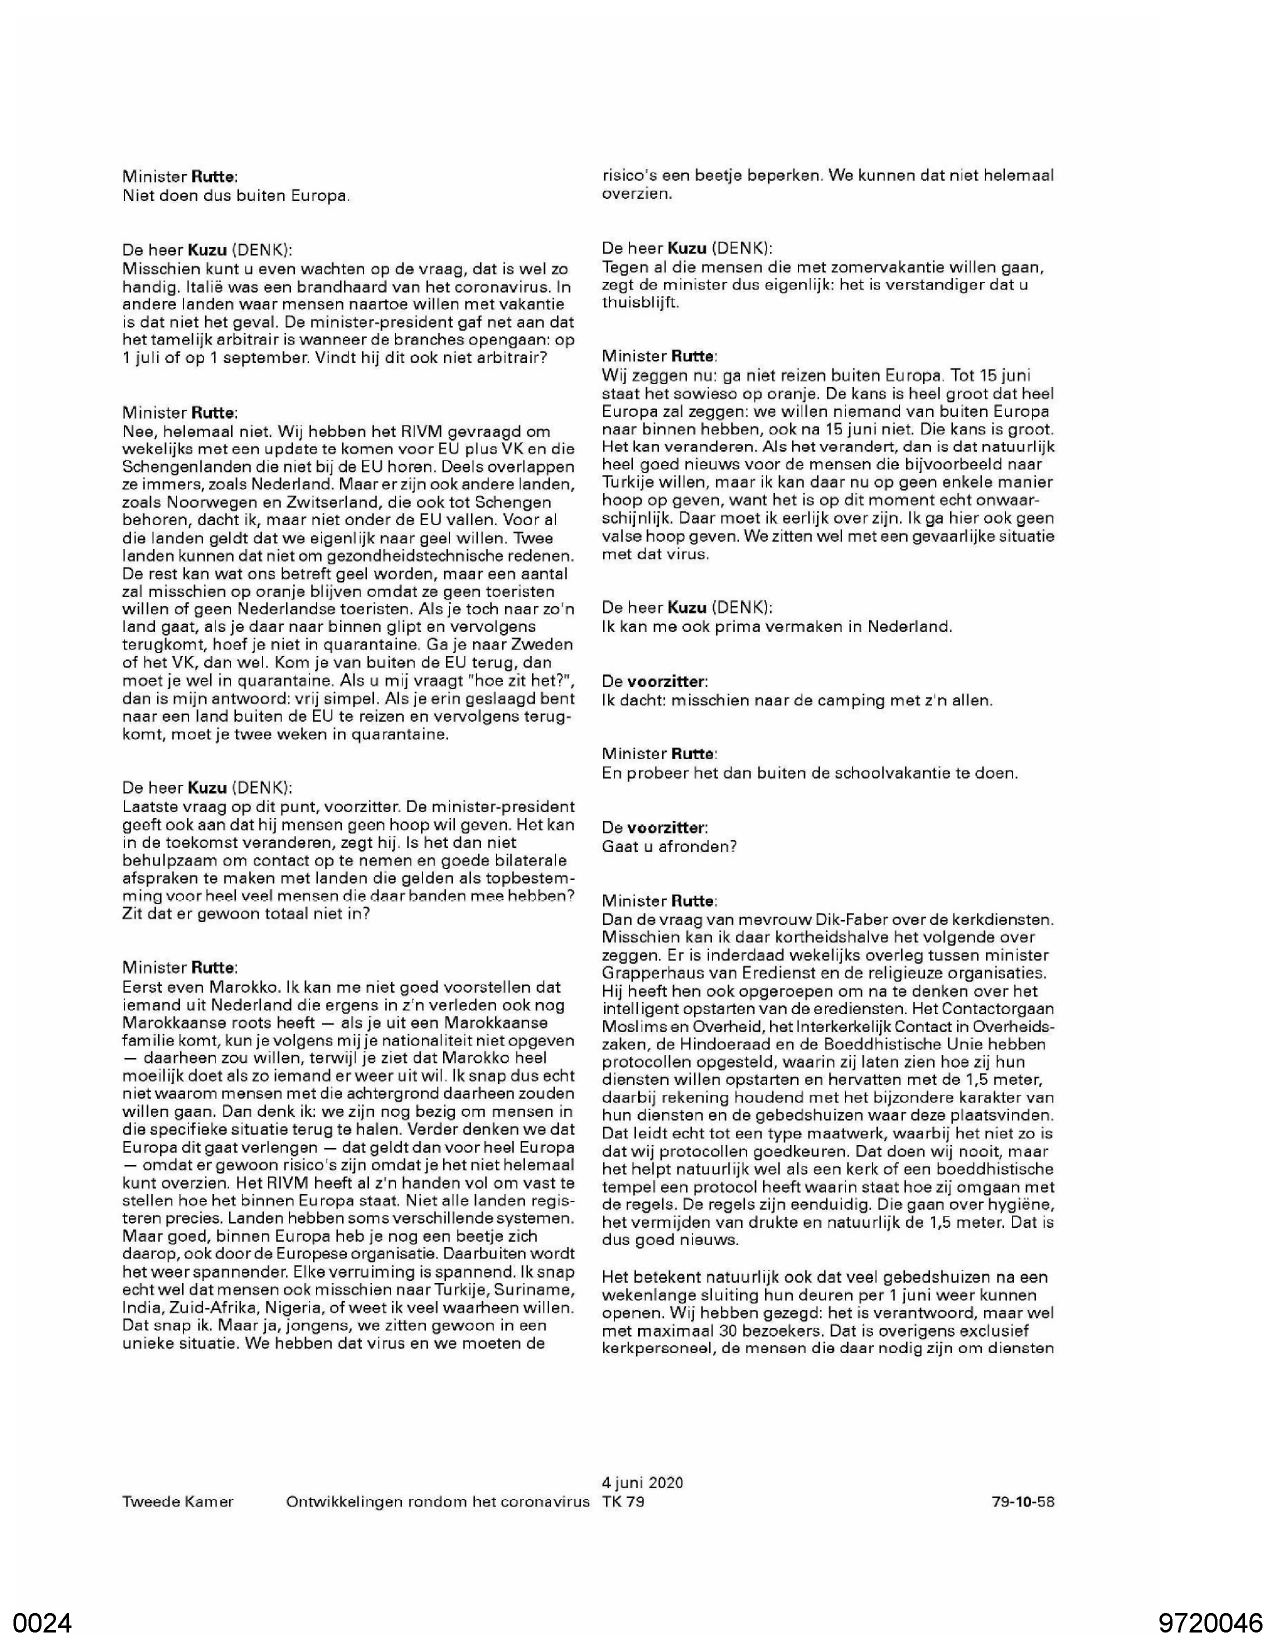 Minister Rutte:
Niet doen dus buiten Europa.
De heer Kuzu (DENK):
Misschien kunt u even wachten op de vraag, dat is wel zo
handig. Italië was een brandhaard van het coronavirus. In
andere landen waar mensen naartoe willen met vakantie
is dat niet het geval. De minister-president gaf net aan dat
het tamelijk arbitrair is wanneer de branches opengaan: op
1 juli of op 1 september. Vindt hij dit ook niet arbitrair?
Minister Rutte:
Nee, helemaal niet. Wij hebben het RIVM gevraagd om
wekelijks met een update te komen voor EU plus VK en die
Schengenlanden die niet bij de EU horen. Deels overlappen
ze immers, zoals Nederland. Maar er zijn ook andere landen,
zoals Noorwegen en Zwitserland, die ook tot Schengen
behoren, dacht ik, maar niet onder de EU vallen. Voor al
die landen geldt dat we eigenlijk naar geel willen. Twee
landen kunnen dat niet om gezondheidstechnische redenen.
De rest kan wat ons betreft geel worden, maar een aantal
zal misschien op oranje blijven omdat ze geen toeristen
willen of geen Nederlandse toeristen. Als je toch naar zo'n
land gaat, als je daar naar binnen glipt en vervolgens
terugkomt, hoef je niet in quarantaine. Ga je naar Zweden
of het VK, dan wel. Kom je van buiten de EU terug, dan
moet je wel in quarantaine. Als u mij vraagt "hoe zit het?",
dan is mijn antwoord: vrij simpel. Als je erin geslaagd bent
naar een land buiten de EU te reizen en vervolgens terug-
komt, moet je twee weken in quarantaine.
De heer Kuzu (DENK):
Laatste vraag op dit punt, voorzitter. De minister-president
geeft ook aan dat hij mensen geen hoop wil geven. Het kan
in de toekomst veranderen, zegt hij. Is het dan niet
behulpzaam om contact op te nemen en goede bilaterale
afspraken te maken met landen die gelden als topbestem-
ming voor heel veel mensen die daar banden mee hebben?
Zit dat er gewoon totaal niet in?
Minister Rutte:
Eerst even Marokko. Ik kan me niet goed voorstellen dat
iemand uit Nederland die ergens in z'n verleden ook nog
Marokkaanse roots heeft — als je uit een Marokkaanse
familie komt, kun je volgens mij je nationaliteit niet opgeven
— daarheen zou willen, terwijl je ziet dat Marokko heel
moeilijk doet als zo iemand er weer uit wil. Ik snap dus echt
niet waarom mensen met die achtergrond daarheen zouden
willen gaan. Dan denk ik: we zijn nog bezig om mensen in
die specifieke situatie terug te halen. Verder denken we dat
Europa dit gaat verlengen — dat geldt dan voor heel Europa
— omdat er gewoon risico's zijn omdat je het niet helemaal
kunt overzien. Het RIVM heeft al z'n handen vol om vast te
stellen hoe het binnen Europa staat. Niet alle landen regis-
teren precies. Landen hebben soms verschillende systemen.
Maar goed, binnen Europa heb je nog een beetje zich
daarop, ook door de Europese organisatie. Daarbuiten wordt
het weer spannender. Elke verruiming is spannend. Ik snap
echt wel dat mensen ook misschien naar Turkije, Suriname,
India, Zuid-Afrika, Nigeria, of weet ik veel waarheen willen.
Dat snap ik. Maar ja, jongens, we zitten gewoon in een
unieke situatie. We hebben dat virus en we moeten de
risico's een beetje beperken. We kunnen dat niet helemaal
overzien.
De heer Kuzu (DENK):
Tegen al die mensen die met zomervakantie willen gaan,
zegt de minister dus eigenlijk: het is verstandiger dat u
thuisblijft.
Minister Rutte:
Wij zeggen nu: ga niet reizen buiten Europa. Tot 15 juni
staat het sowieso op oranje. De kans is heel groot dat heel
Europa zal zeggen: we willen niemand van buiten Europa
naar binnen hebben, ook na 15 juni niet. Die kans is groot.
Het kan veranderen. Als het verandert, dan is dat natuurlijk
heel goed nieuws voor de mensen die bijvoorbeeld naar
Turkije willen, maar ik kan daar nu op geen enkele manier
hoop op geven, want het is op dit moment echt onwaar-
schijnlijk. Daar moet ik eerlijk over zijn. Ik ga hier ook geen
valse hoop geven. We zitten wel met een gevaarlijke situatie
met dat virus.
De heer Kuzu (DENK):
Ik kan me ook prima vermaken in Nederland.
De voorzitter:
Ik dacht: misschien naar de camping met z'n allen.
Minister Rutte:
En probeer het dan buiten de schoolvakantie te doen.
De voorzitter:
Gaat u afronden?
Minister Rutte:
Dan de vraag van mevrouw Dik-Faber over de kerkdiensten.
Misschien kan ik daar kortheidshalve het volgende over
zeggen. Er is inderdaad wekelijks overleg tussen minister
Grapperhaus van Eredienst en de religieuze organisaties.
Hij heeft hen ook opgeroepen om na te denken over het
intelligent opstarten van de erediensten. Het Contactorgaan
Moslims en Overheid, het Interkerkelijk Contact in Overheids-
zaken, de Hindoeraad en de Boeddhistische Unie hebben
protocollen opgesteld, waarin zij laten zien hoe zij hun
diensten willen opstarten en hervatten met de 1,5 meter,
daarbij rekening houdend met het bijzondere karakter van
hun diensten en de gebedshuizen waar deze plaatsvinden.
Dat leidt echt tot een type maatwerk, waarbij het niet zo is
dat wij protocollen goedkeuren. Dat doen wij nooit, maar
het helpt natuurlijk wel als een kerk of een boeddhistische
tempel een protocol heeft waarin staat hoe zij omgaan met
de regels. De regels zijn eenduidig. Die gaan over hygiëne,
het vermijden van drukte en natuurlijk de 1,5 meter. Dat is
dus goed nieuws.
Het betekent natuurlijk ook dat veel gebedshuizen na een
wekenlange sluiting hun deuren per 1 juni weer kunnen
openen. Wij hebben gezegd: het is verantwoord, maar wel
met maximaal 30 bezoekers. Dat is overigens exclusief
kerkpersoneel, de mensen die daar nodig zijn om diensten
4 juni 2020
Tweede Kamer Ontwikkelingen rondom het coronavirus TK 79 79-10-58
0024 9720046